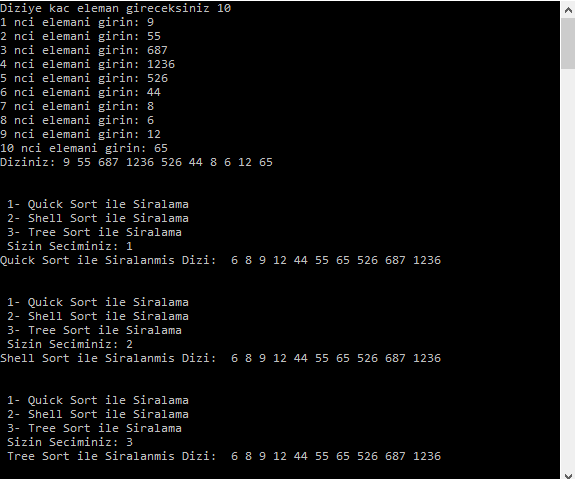 Diziye kac eleman gireceksiniz 10
1 nci elemani girin: 9
2 nci elemani girin: 55
3 nci elemani girin: 687
4 nci elemani girin: 1236
5 nci elemani girin: 526
6 nci elemani girin: 44
7 nci elemani girin: 8
8 nci elemani girin: 6
9 nci elemani girin: 12
10 nci elemani girin: 65
Diziniz: 9 55 687 1236 526 44 8 6 12 65
1- Quick Sort ile Siralama
2- Shell Sort ile Siralama
3- Tree Sort ile Siralama
Sizin Seciminiz: 1
Quick Sort ile Siralanmis Dizi:  6 8 9 12 44 55 65 526 687 1236
1- Quick Sort ile Siralama
2- Shell Sort ile Siralama
3- Tree Sort ile Siralama
Sizin Seciminiz: 2
Shell Sort ile Siralanmis Dizi:  6 8 9 12 44 55 65 526 687 1236
1- Quick Sort ile Siralama
2- Shell Sort ile Siralama
3- Tree Sort ile Siralama
Sizin Seciminiz: 3
Tree Sort ile Siralanmis Dizi:  6 8 9 12 44 55 65 526 687 1236